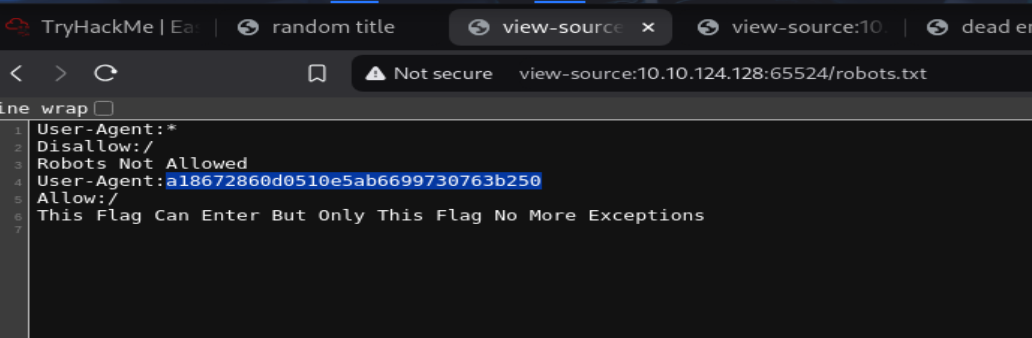 TryHackMe | Eas
random title
view-source
view-source:10.
dead e
Not secure view-source:10.10.124.128:65524/robots.txt
ine wrap
1 User-Agent:*
2 Disallow:/
3 Robots Not Allowed
4 User-Agent:a18672860d0510e5ab6699730763b250
5 Allow:/
6 This Flag Can Enter But Only This Flag No More Exceptions
7